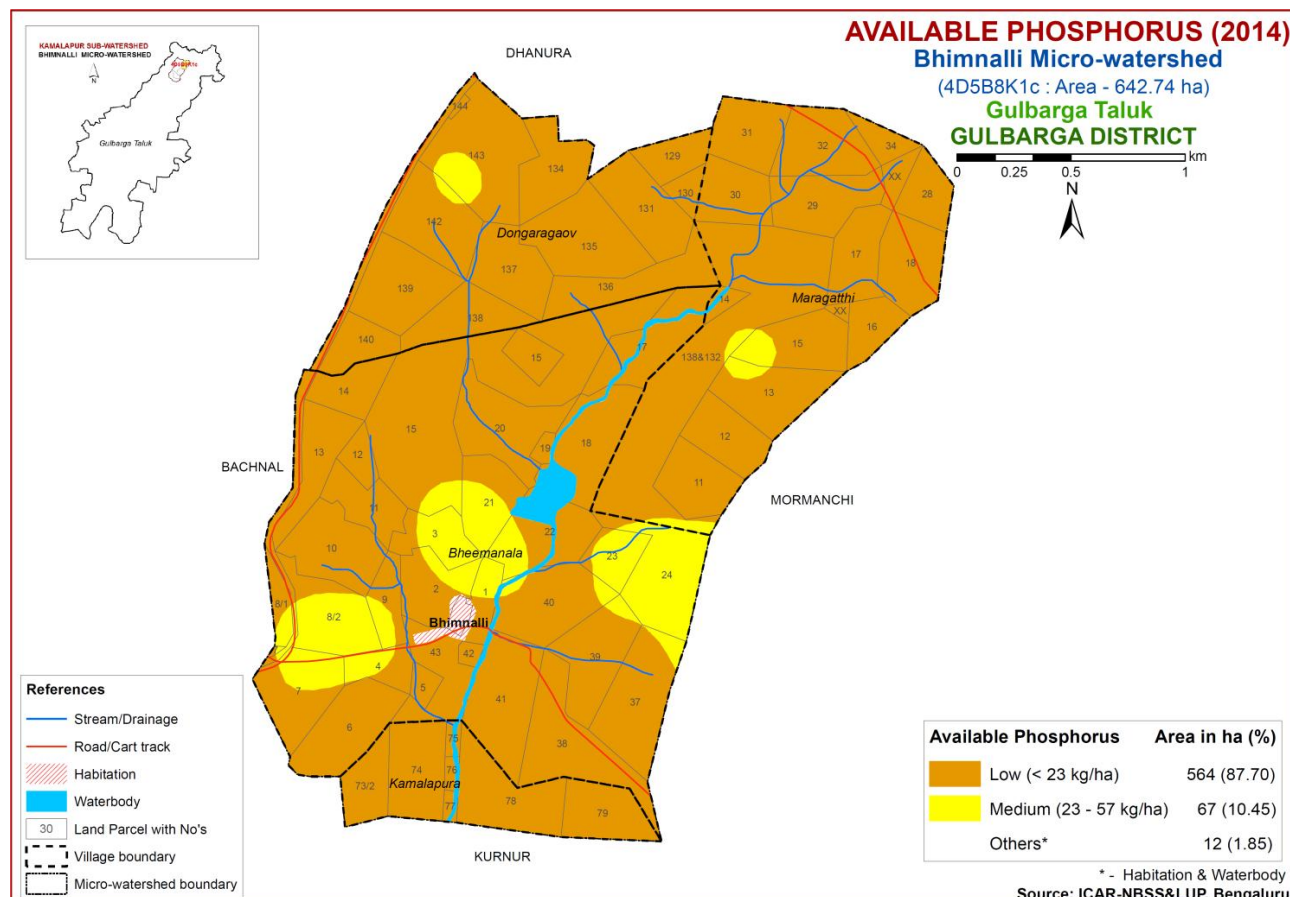 AVAILABLE PHOSPHORUS (2014)
Bhimnalli Micro-watershed
(4D5B8K1c : Area - 642.74 ha)
Gulbarga Taluk
GULBARGA DISTRICT
km
0 0.25 0.5 1
N
KAMALAPUR SUB-WATERSHED
BHIMNALLI MICRO-WATERSHED
N
Gulbarga Taluk
DHANURA
144
143
134
129
31
32
34
XX
142
131
130
30
29
28
Dongaragaov
135
137
17
18
139
136
14
Maragatthi
XX
138
16
140
17
15
15
138&132
14
13
15
20
12
13
12
19
18
BACHNAL
11
21
11
MORMANCHI
3
22
10
Bheemanala
23
24
2
1
8/1
8/2
9
40
Bhimnalli
43
42
39
4
7
5
41
37
6
75
38
74
76
Kamalapura
73/2
77
78
79
KURNUR
References
Stream/Drainage
Road/Cart track
Habitation
Waterbody
30 Land Parcel with No's
Village boundary
Micro-watershed boundary
Available Phosphorus Area in ha (%)
Low (< 23 kg/ha) 564 (87.70)
Medium (23 - 57 kg/ha) 67 (10.45)
Others* 12 (1.85)
* - Habitation & Waterbody
Source: ICAR-NBSS&LUP, Bengaluru